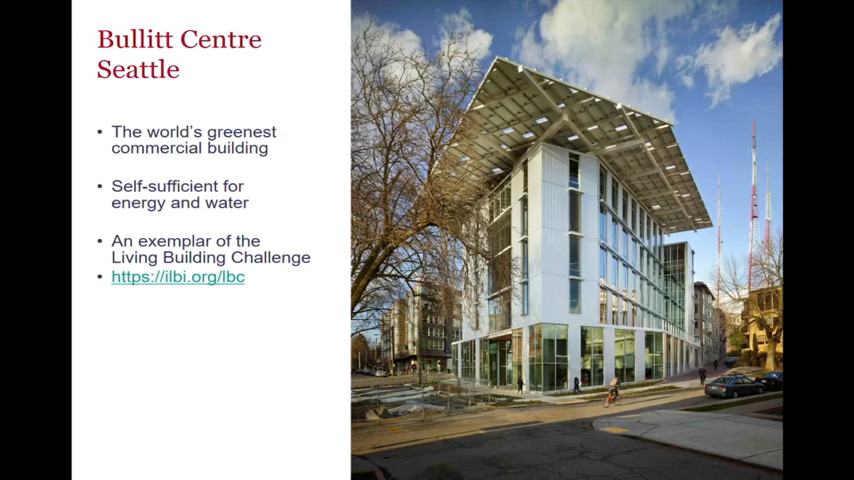 Bullitt Centre
Seattle
• The world's greenest
commercial building
• Self-sufficient for
energy and water
• An exemplar of the
Living Building Challenge
• https://ilbi.org/lbc